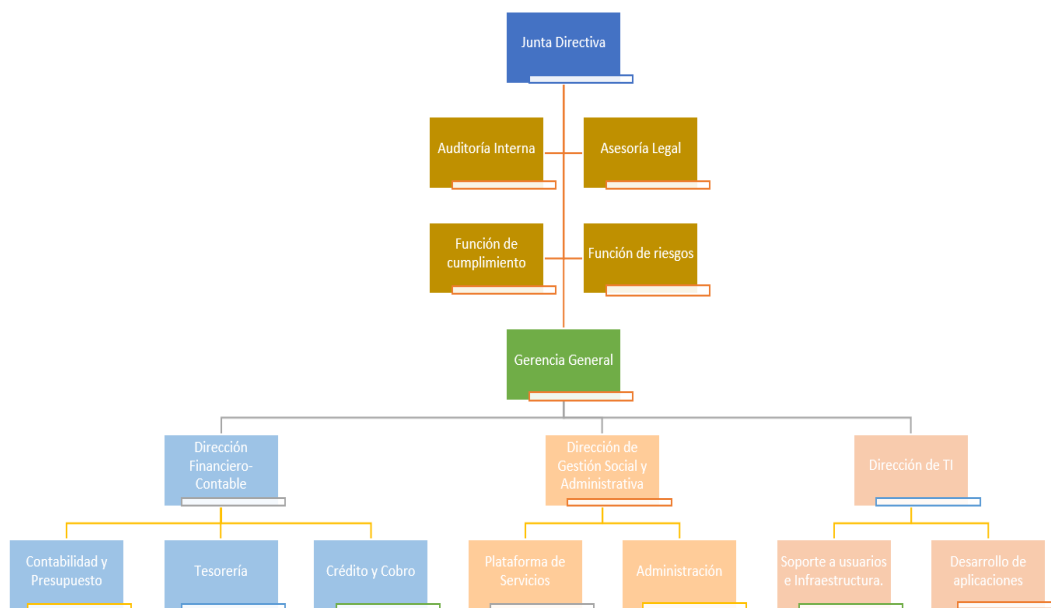 Junta Directiva
Auditoría Interna
Asesoría Legal
Función de
cumplimiento
Función de riesgos
Gerencia General
Dirección
Financiero-
Contable
Dirección de
Gestión Social y
Administrativa
Dirección de TI
Contabilidad y
Presupuesto
Tesorería
Crédito y Cobro
Plataforma de
Servicios
Administración
Soporte a usuarios
e Infraestructura.
Desarrollo de
aplicaciones